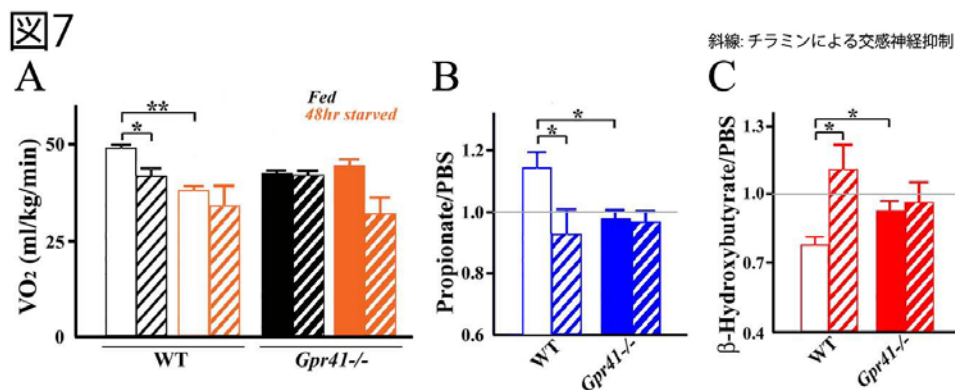 図7
斜線: チラミンによる交感神経抑制
A
Fed
48hr starved
**
*
VO₂ (ml/kg/min)
50
25
0
WT
Gpr41-/-
B
*
*
Propionate/PBS
1.2
1.0
0.8
0.6
WT
Gpr41-/-
C
*
*
β-Hydroxybutyrate/PBS
1.3
1.0
0.7
0.4
WT
Gpr41-/-